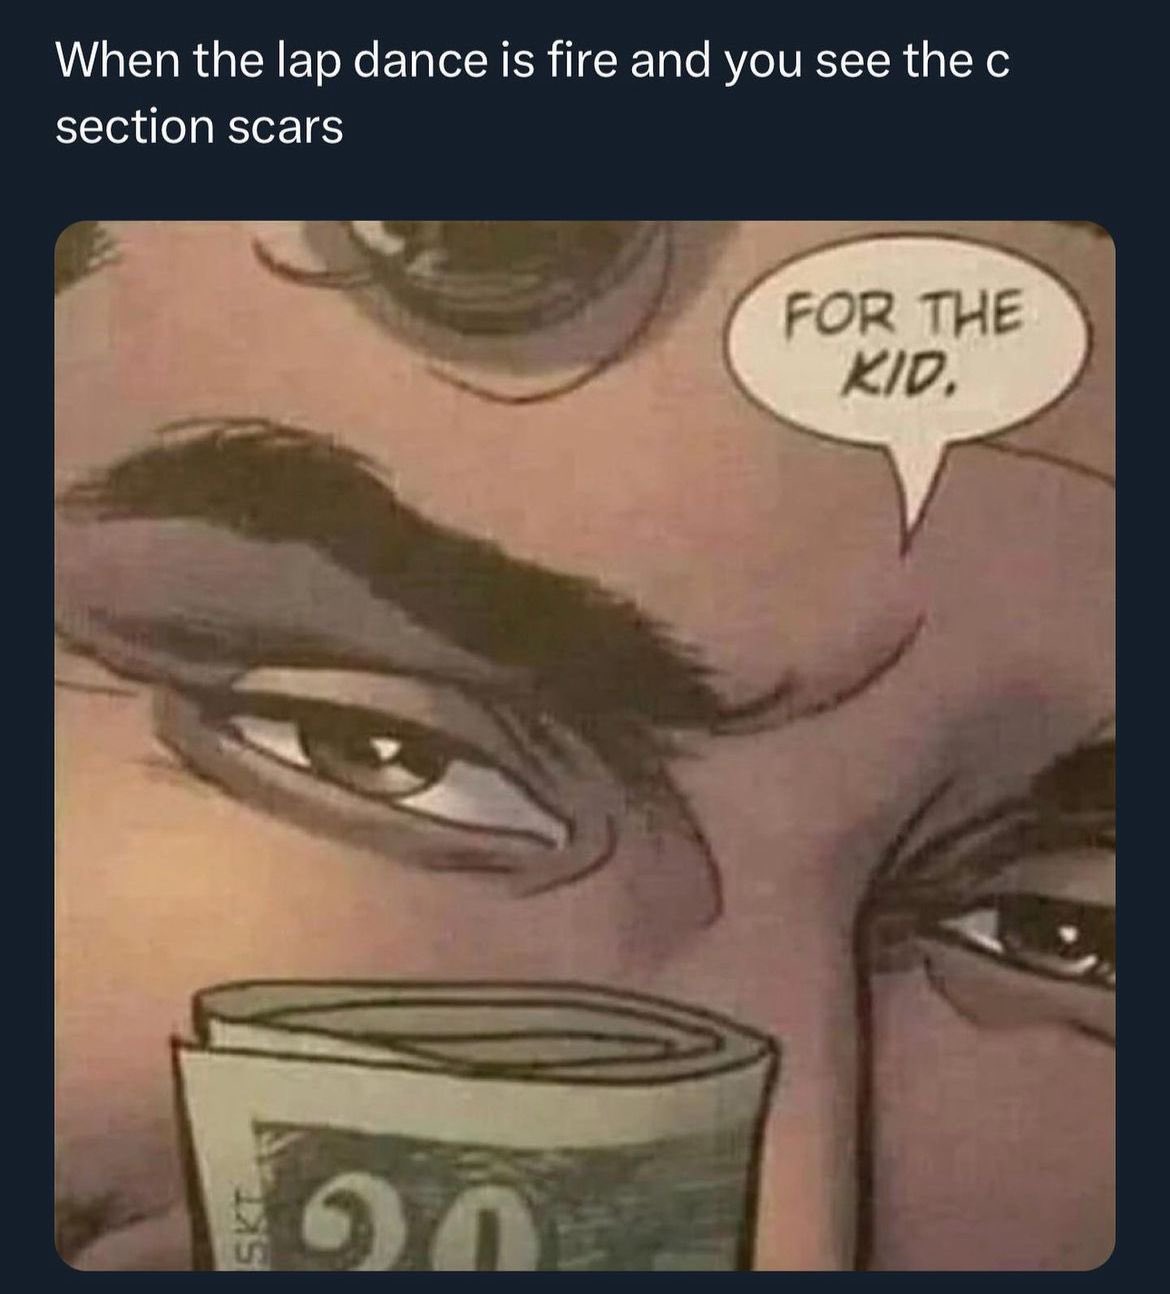 When the lap dance is fire and you see the c
section scars
FOR THE
KID.
SKT
20